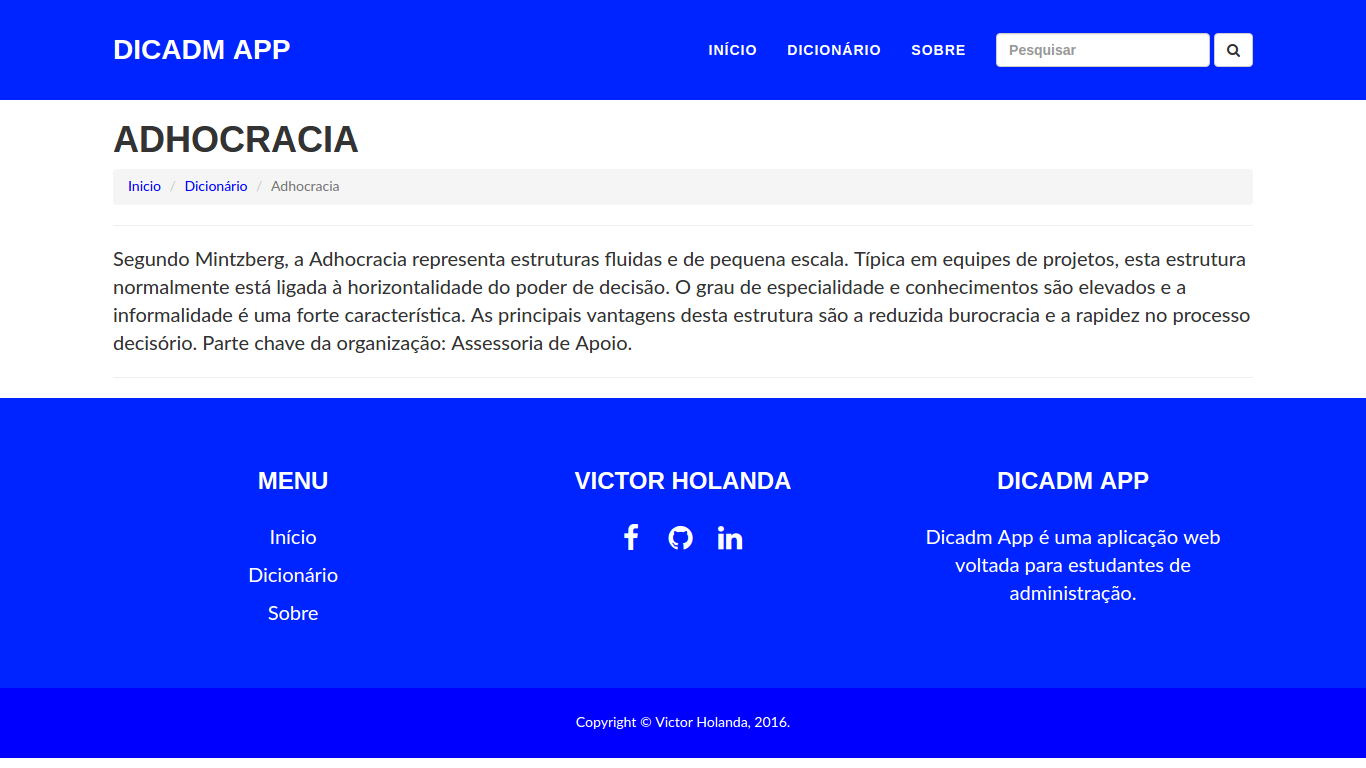 DICADM APP
INÍCIO DICIONÁRIO SOBRE Pesquisar
ADHOCRACIA
Inicio / Dicionário / Adhocracia
Segundo Mintzberg, a Adhocracia representa estruturas fluidas e de pequena escala. Típica em equipes de projetos, esta estrutura
normalmente está ligada à horizontalidade do poder de decisão. O grau de especialidade e conhecimentos são elevados e a
informalidade é uma forte característica. As principais vantagens desta estrutura são a reduzida burocracia e a rapidez no processo
decisório. Parte chave da organização: Assessoria de Apoio.
MENU
Início
Dicionário
Sobre
VICTOR HOLANDA
DICADM APP
Dicadm App é uma aplicação web
voltada para estudantes de
administração.
Copyright © Victor Holanda, 2016.